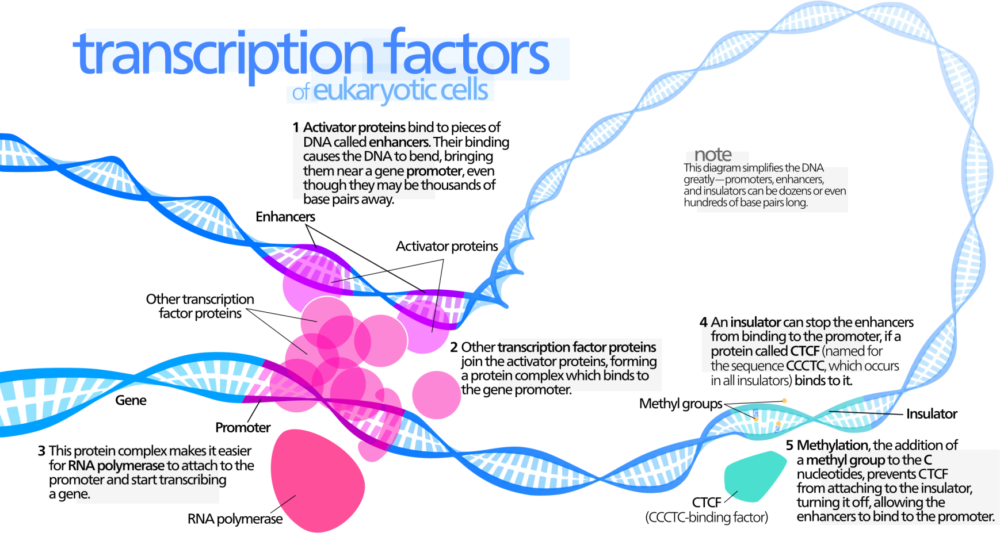 transcription factors
of eukaryotic cells
1 Activator proteins bind to pieces of
DNA called enhancers. Their binding
causes the DNA to bend, bringing
them near a gene promoter, even
though they may be thousands of
base pairs away.
note
This diagram simplifies the DNA
greatly—promoters, enhancers,
and insulators can be dozens or even
hundreds of base pairs long.
Enhancers
Activator proteins
Other transcription
factor proteins
2 Other transcription factor proteins
join the activator proteins, forming
a protein complex which binds to
the gene promoter.
4 An insulator can stop the enhancers
from binding to the promoter, if a
protein called CTCF (named for
the sequence CCCTC, which occurs
in all insulators) binds to it.
Gene
Promoter
Methyl groups
C
C
Insulator
3 This protein complex makes it easier
for RNA polymerase to attach to the
promoter and start transcribing
a gene.
RNA polymerase
5 Methylation, the addition of
a methyl group to the C
nucleotides, prevents CTCF
from attaching to the insulator,
turning it off, allowing the
enhancers to bind to the promoter.
CTCF
(CCCTC-binding factor)